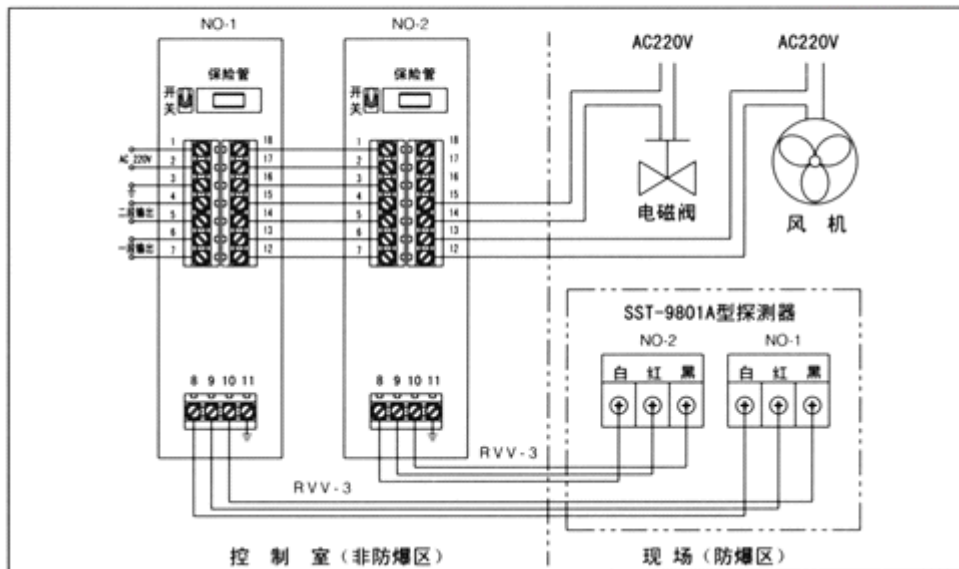 NO-1
NO-2
AC220V
AC220V
保险管
保险管
开
关
开
关
1 18 1 18
AC 220V
2 17 2 17
3 16 3 16
4 15 4 15
二段输出
5 14 5 14
6 13 6 13
一段输出
7 12 7 12
电磁阀
风 机
SST-9801A型探测器
NO-2
NO-1
白 红 黑
白 红 黑
8 9 10 11
8 9 10 11
RVV-3
RVV-3
控 制 室(非防爆区)
现 场(防爆区)